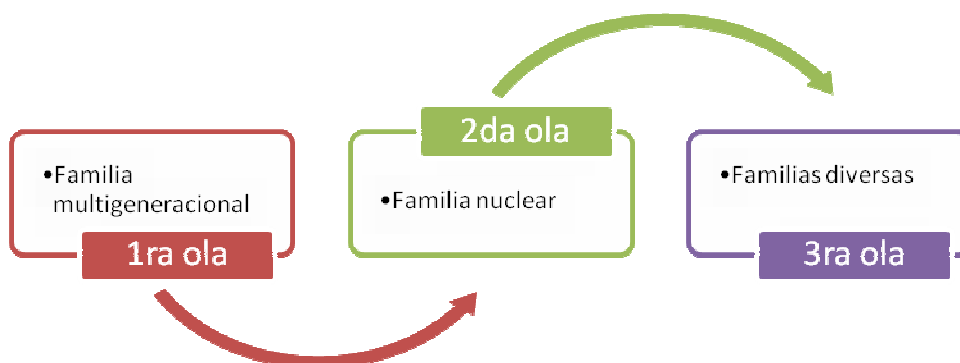 •Familia
multigeneracional
1ra ola
2da ola
•Familia nuclear
•Familias diversas
3ra ola